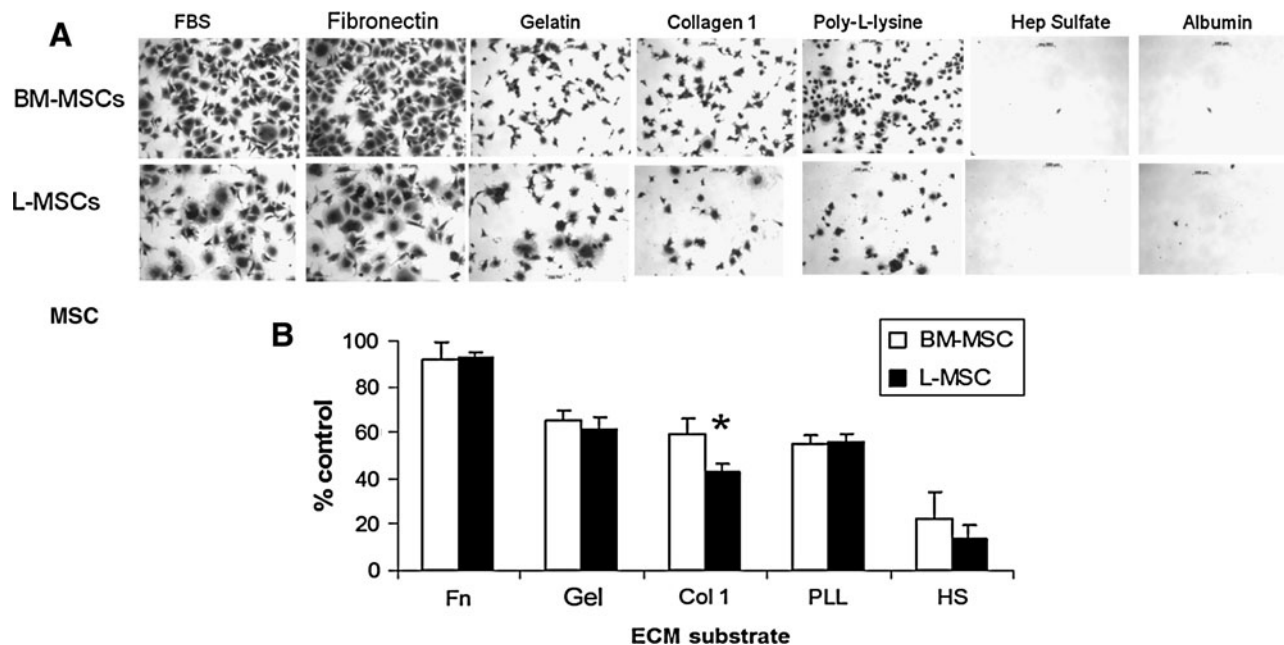 A
FBS Fibronectin Gelatin Collagen 1 Poly-L-lysine Hep Sulfate Albumin
BM-MSCs
L-MSCs
MSC
B
BM-MSC
L-MSC
% control
100
80
60
40
20
0
*
Fn Gel Col 1 PLL HS
ECM substrate